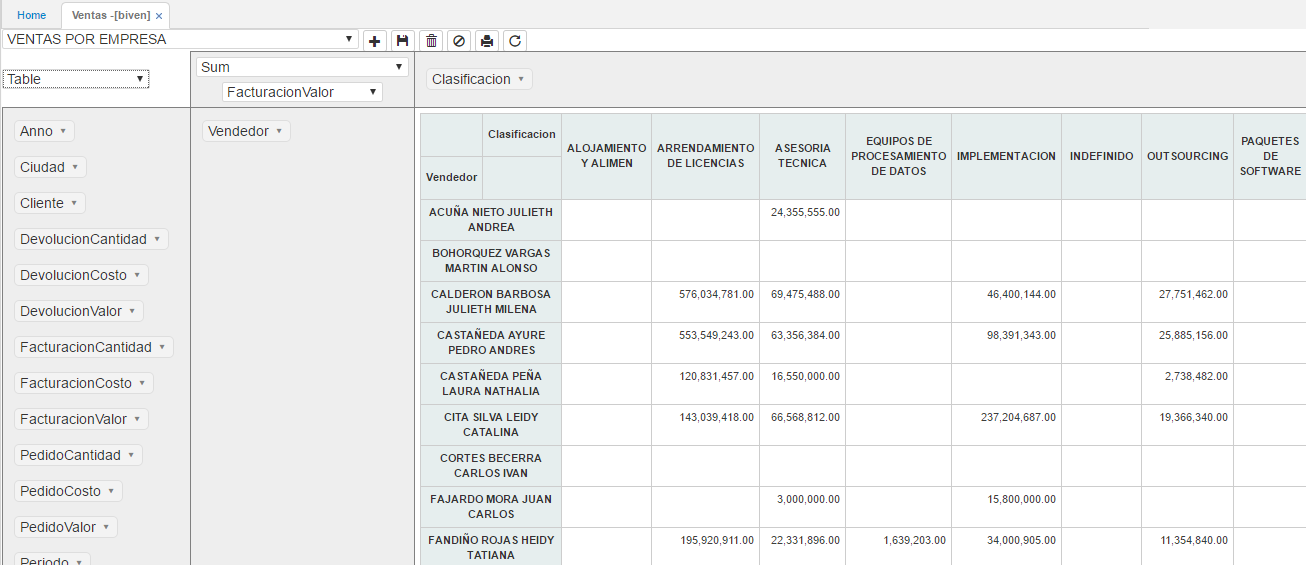 Home
Ventas -[biven] ×
VENTAS POR EMPRESA
Table
Sum
FacturacionValor
Clasificacion
Anno
Ciudad
Cliente
DevolucionCantidad
DevolucionCosto
DevolucionValor
FacturacionCantidad
FacturacionCosto
FacturacionValor
PedidoCantidad
PedidoCosto
PedidoValor
Periodo
Vendedor
Clasificacion
Vendedor
ALOJAMIENTO
Y ALIMEN
ARRENDAMIENTO
DE LICENCIAS
ASESORIA
TECNICA
EQUIPOS DE
PROCESAMIENTO
DE DATOS
IMPLEMENTACION
INDEFINIDO
OUTSOURCING
PAQUETES
DE
SOFTWARE
ACUÑA NIETO JULIETH
ANDREA
24,355,555.00
BOHORQUEZ VARGAS
MARTIN ALONSO
CALDERON BARBOSA
JULIETH MILENA
576,034,781.00 69,475,488.00 46,400,144.00 27,751,462.00
CASTAÑEDA AYURE
PEDRO ANDRES
553,549,243.00 63,356,384.00 98,391,343.00 25,885,156.00
CASTAÑEDA PEÑA
LAURA NATHALIA
120,831,457.00 16,550,000.00 2,738,482.00
CITA SILVA LEIDY
CATALINA
143,039,418.00 66,568,812.00 237,204,687.00 19,366,340.00
CORTES BECERRA
CARLOS IVAN
FAJARDO MORA JUAN
CARLOS
3,000,000.00 15,800,000.00
FANDIÑO ROJAS HEIDY
TATIANA
195,920,911.00 22,331,896.00 1,639,203.00 34,000,905.00 11,354,840.00